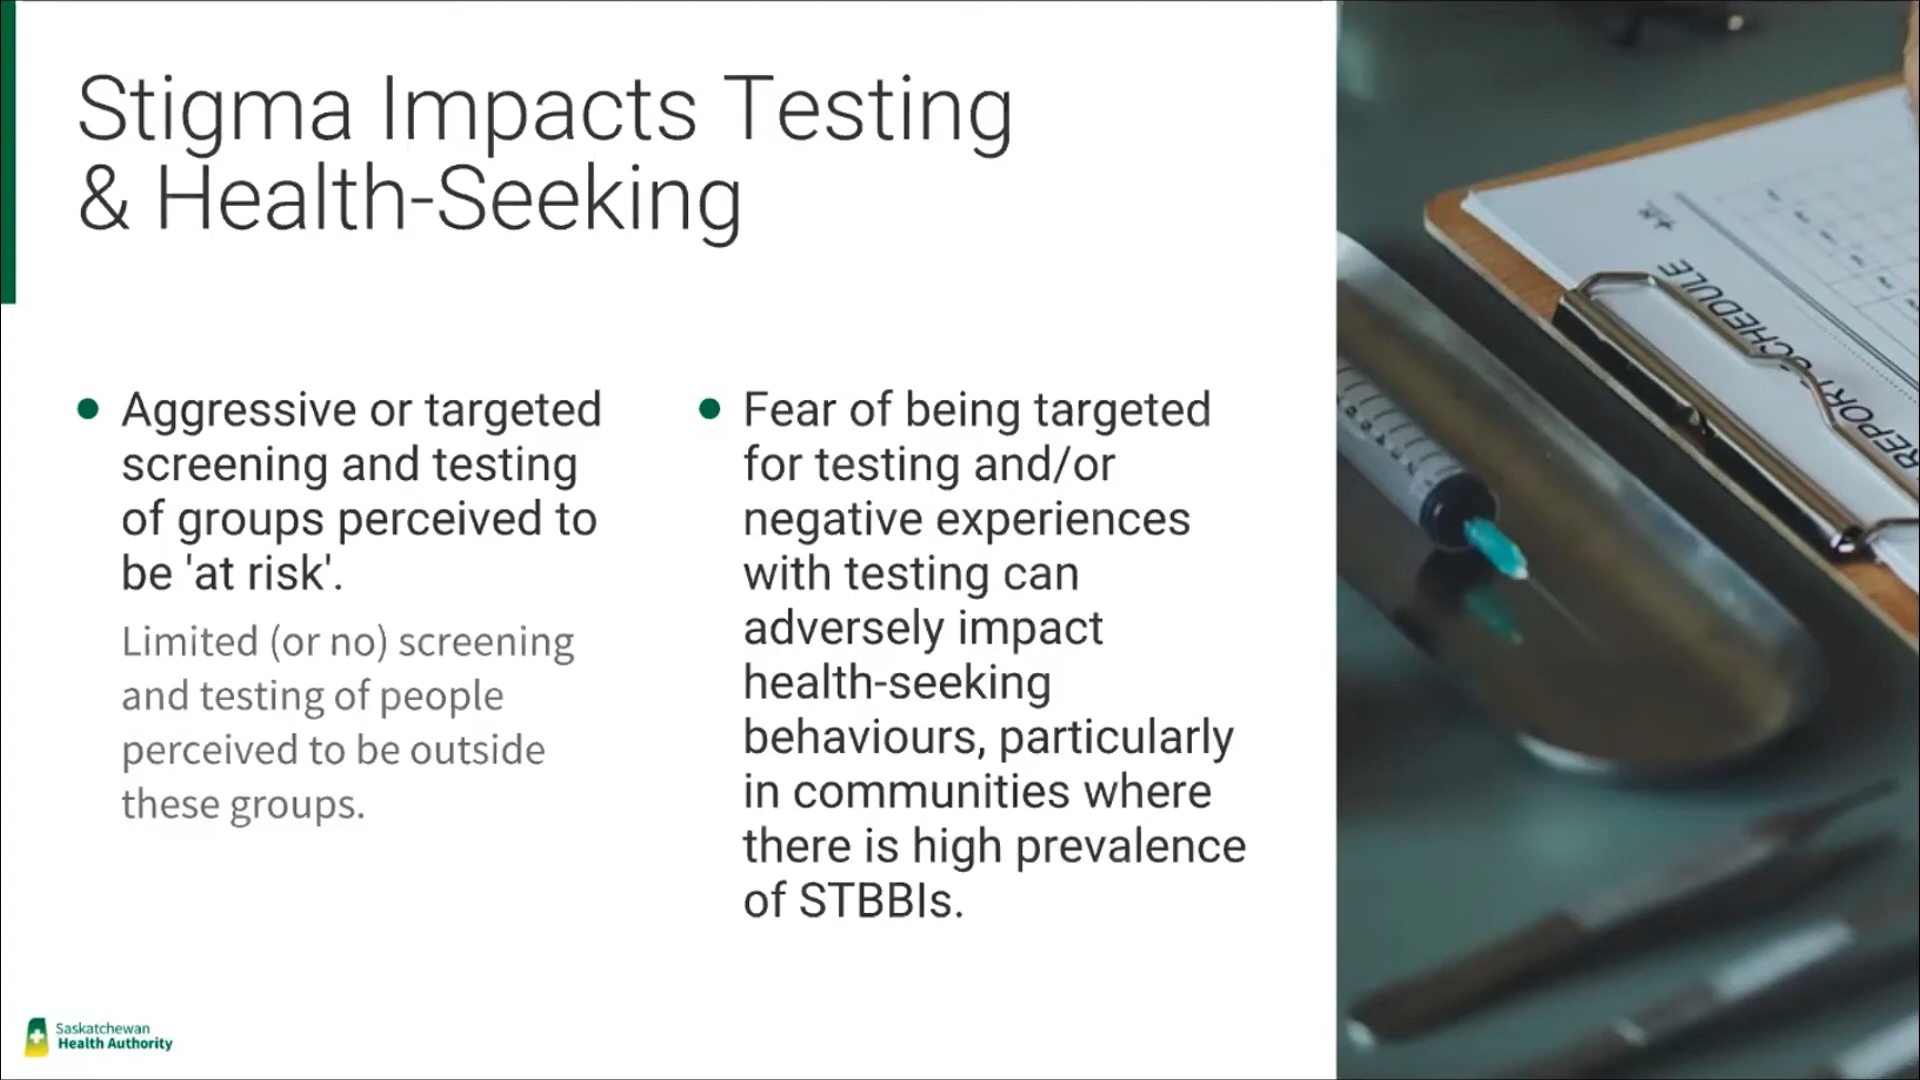 Stigma Impacts Testing
& Health-Seeking
Aggressive or targeted
screening and testing
of groups perceived to
be 'at risk'.
Limited (or no) screening
and testing of people
perceived to be outside
these groups.
Fear of being targeted
for testing and/or
negative experiences
with testing can
adversely impact
health-seeking
behaviours, particularly
in communities where
there is high prevalence
of STBBIs.
REPORT SCHEDULE
Saskatchewan
Health Authority